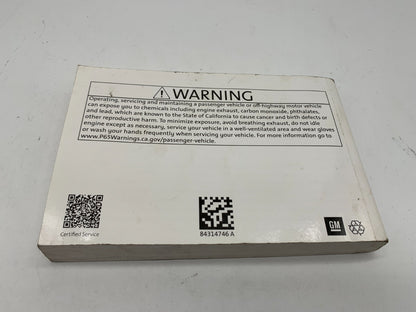 WARNING
Operating, servicing and maintaining a passenger vehicle or off-highway motor vehicle
can expose you to chemicals including engine exhaust, carbon monoxide, phthalates,
and lead, which are known to the State of California to cause cancer and birth defects or
other reproductive harm. To minimize exposure, avoid breathing exhaust, do not idle
engine except as necessary, service your vehicle in a well-ventilated area and wear gloves
or wash your hands frequently when servicing your vehicle. For more information go to
www.P65Warnings.ca.gov/passenger-vehicle.
Certified Service
84314746 A
GM